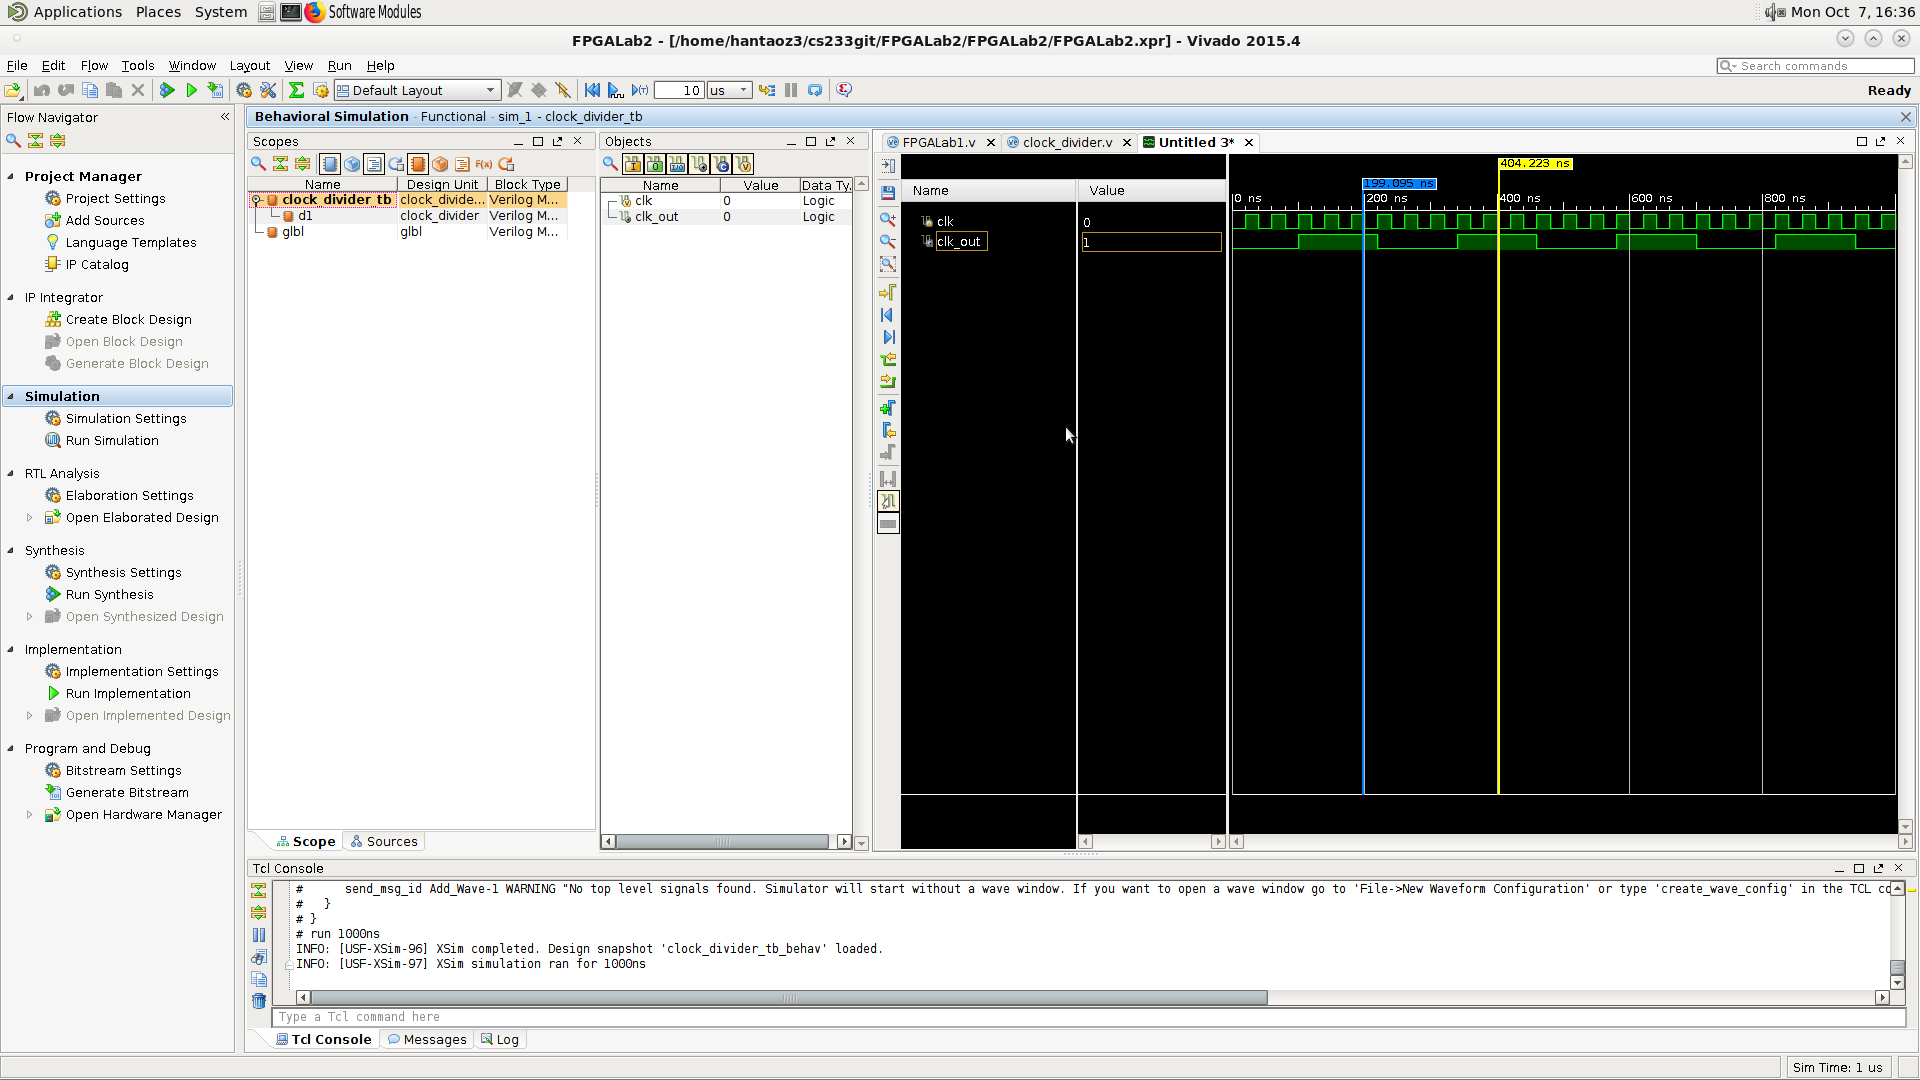 Applications Places System Software Modules Mon Oct 7, 16:36
FPGALab2 - [/home/hantaoz3/cs233git/FPGALab2/FPGALab2/FPGALab2.xpr] - Vivado 2015.4
File Edit Flow Tools Window Layout View Run Help Search commands
Default Layout 10 us Ready
Flow Navigator
Project Manager
Project Settings
Add Sources
Language Templates
IP Catalog
IP Integrator
Create Block Design
Open Block Design
Generate Block Design
Simulation
Simulation Settings
Run Simulation
RTL Analysis
Elaboration Settings
Open Elaborated Design
Synthesis
Synthesis Settings
Run Synthesis
Open Synthesized Design
Implementation
Implementation Settings
Run Implementation
Open Implemented Design
Program and Debug
Bitstream Settings
Generate Bitstream
Open Hardware Manager
Behavioral Simulation - Functional - sim_1 - clock_divider_tb
Scopes
F(x)
Name Design Unit Block Type
clock_divider_tb clock_divide... Verilog M...
d1 clock_divider Verilog M...
glbl glbl Verilog M...
Scope Sources
Objects
Name Value Data Ty.
clk 0 Logic
clk_out 0 Logic
FPGALab1.v clock_divider.v Untitled 3*
Name Value
clk 0
clk_out 1
404.223 ns
199.095 ns
0 ns 200 ns 400 ns 600 ns 800 ns
Tcl Console
# send_msg_id Add_Wave-1 WARNING "No top level signals found. Simulator will start without a wave window. If you want to open a wave window go to 'File->New Waveform Configuration' or type 'create_wave_config' in the TCL co
# }
# }
# run 1000ns
INFO: [USF-XSim-96] XSim completed. Design snapshot 'clock_divider_tb_behav' loaded.
INFO: [USF-XSim-97] XSim simulation ran for 1000ns
Type a Tcl command here
Tcl Console Messages Log
Sim Time: 1 us